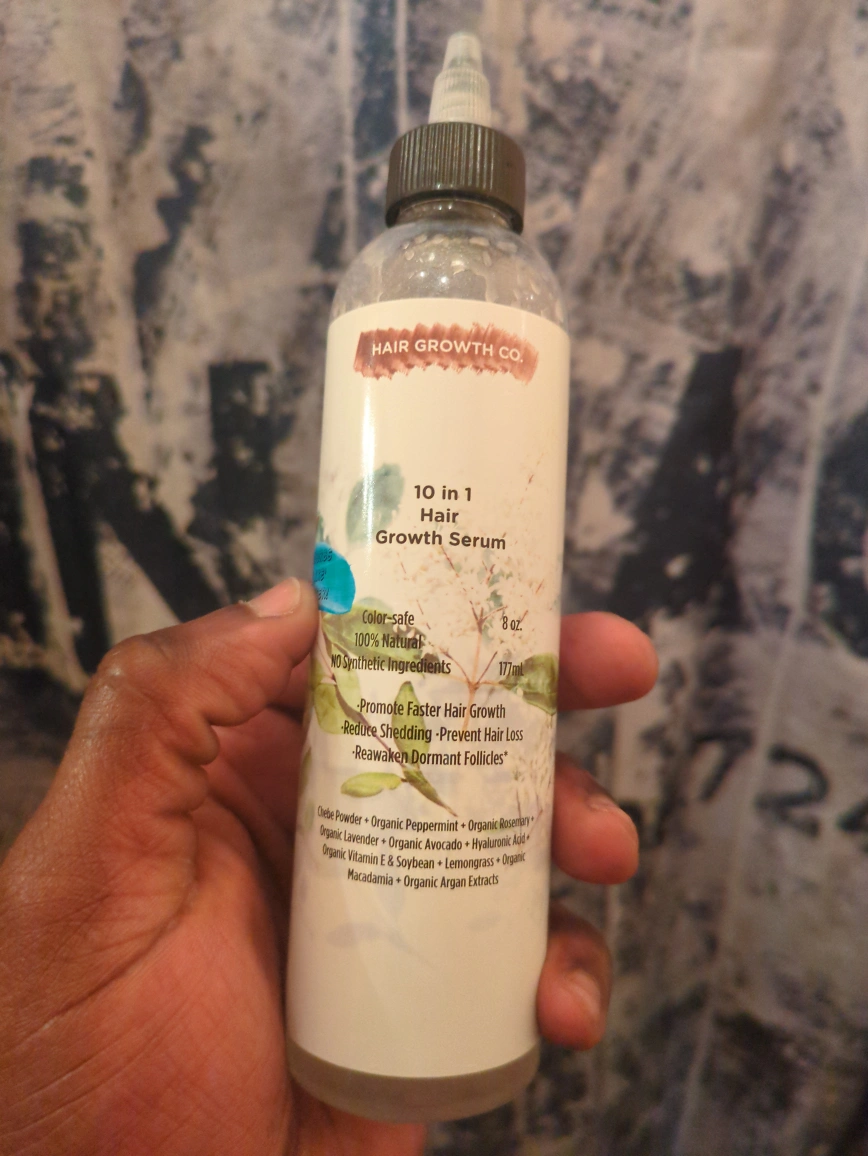 HAIR GROWTH CO.
10 in 1
Hair
Growth Serum
Color-safe 8 oz.
100% Natural
NO Synthetic Ingredients 177mL
·Promote Faster Hair Growth
·Reduce Shedding ·Prevent Hair Loss
·Reawaken Dormant Follicles*
Chebe Powder + Organic Peppermint + Organic Rosemary +
Organic Lavender + Organic Avocado + Hyaluronic Acid +
Organic Vitamin E & Soybean + Lemongrass + Organic
Macadamia + Organic Argan Extracts